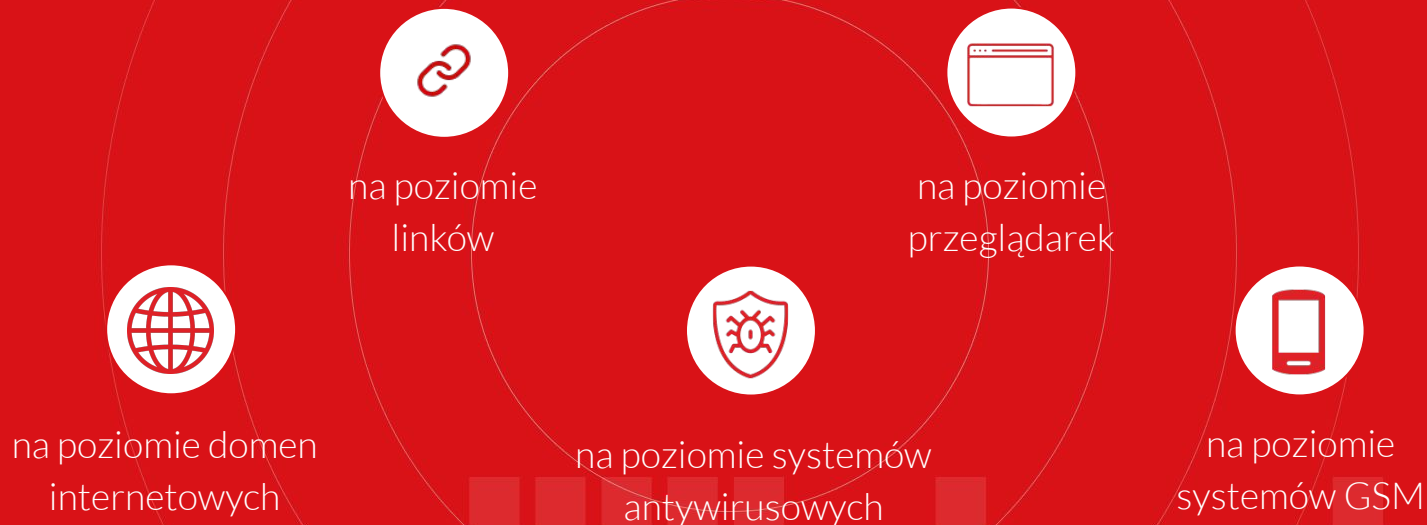 na poziomie
linków
na poziomie
przeglądarek
na poziomie domen
internetowych
na poziomie systemów
antywirusowych
na poziomie
systemów GSM